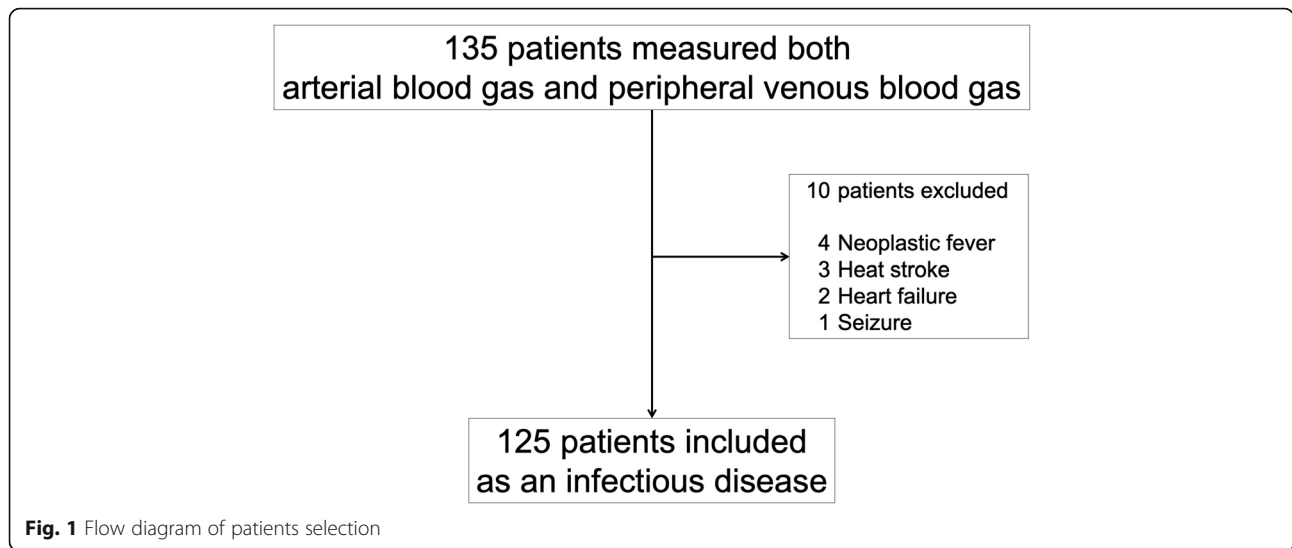 135 patients measured both
arterial blood gas and peripheral venous blood gas
10 patients excluded
4 Neoplastic fever
3 Heat stroke
2 Heart failure
1 Seizure
125 patients included
as an infectious disease
Fig. 1 Flow diagram of patients selection